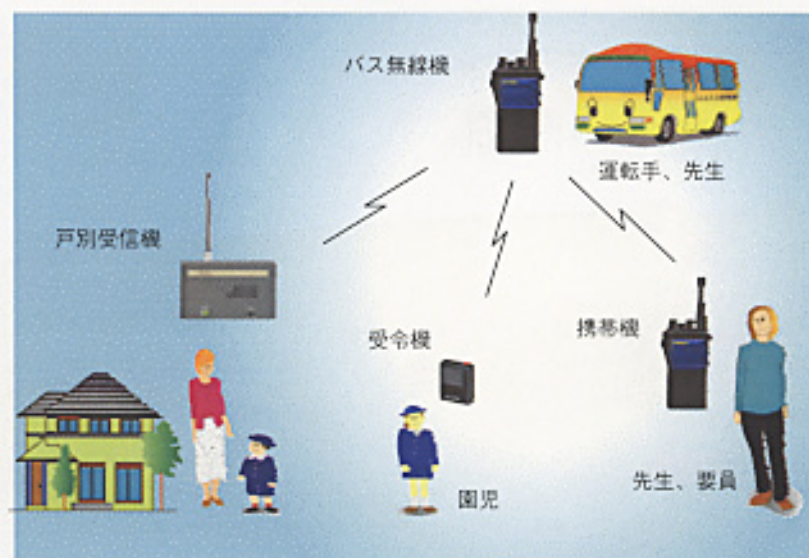 バス無線機
運転手、先生
戸別受信機
受令機
携帯機
園児
先生、要員